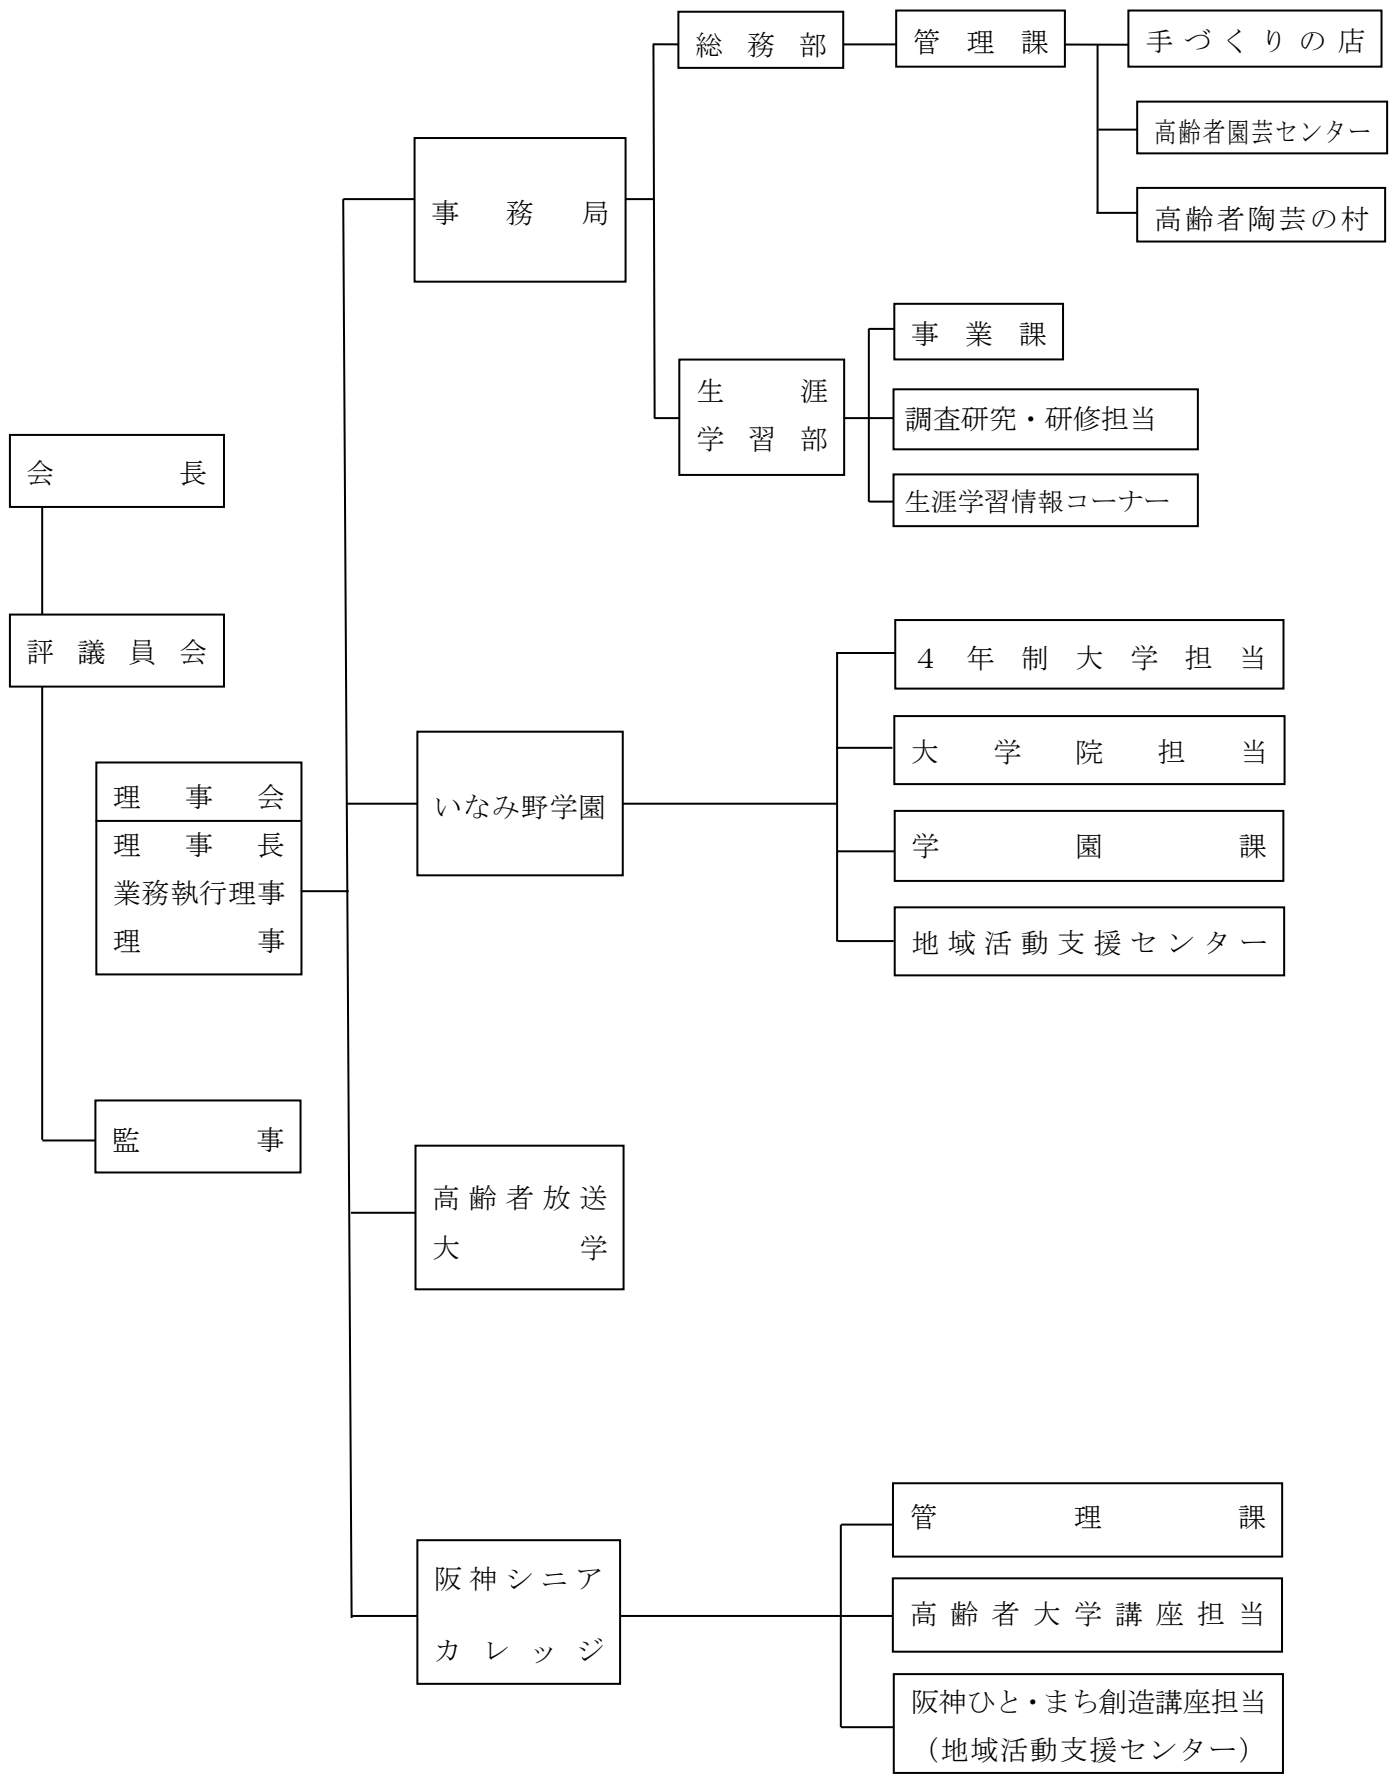 会長
評議員会
理事会
理事長
業務執行理事
理事
監事
事務局
総務部
管理課
手づくりの店
高齢者園芸センター
高齢者陶芸の村
生涯
学習部
事業課
調査研究・研修担当
生涯学習情報コーナー
いなみ野学園
４年制大学担当
大学院担当
学園課
地域活動支援センター
高齢者放送
大学
阪神シニア
カレッジ
管理課
高齢者大学講座担当
阪神ひと・まち創造講座担当
（地域活動支援センター）